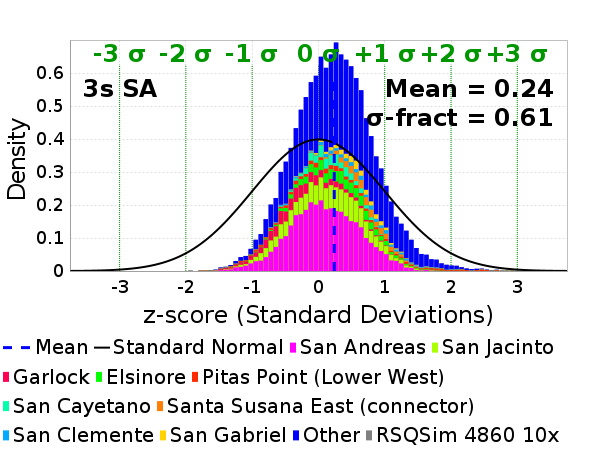 -3 σ -2 σ -1 σ 0 σ +1 σ +2 σ +3 σ
3s SA
Mean = 0.24
σ-fract = 0.61
Density
0.6
0.5
0.4
0.3
0.2
0.1
0
-3 -2 -1 0 1 2 3
z-score (Standard Deviations)
Mean Standard Normal San Andreas San Jacinto
Garlock Elsinore Pitas Point (Lower West)
San Cayetano Santa Susana East (connector)
San Clemente San Gabriel Other RSQSim 4860 10x